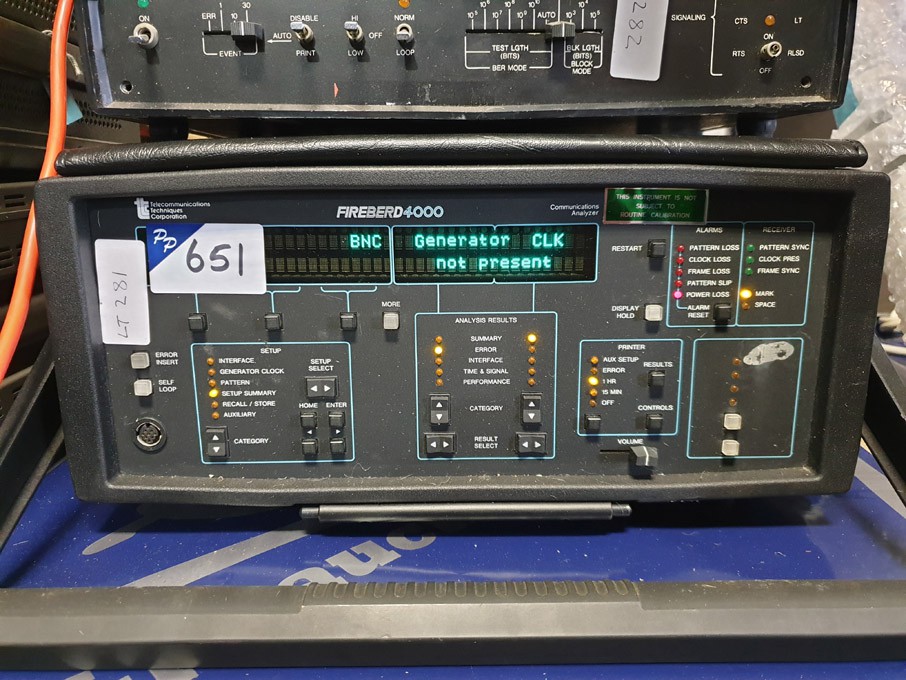 ON
ERR
1
10
30
EVENT
AUTO
DISABLE
PRINT
HI
OFF
LOW
NORM
LOOP
AUTO
TEST LGTH
(BITS)
BER MODE
BLK LGTH
(BITS)
BLOCK
MODE
282
SIGNALING
CTS
LT
ON
RTS
RLSD
OFF
ttc
Telecommunications
Techniques
Corporation
FIREBERD 4000
Communications
Analyzer
THIS INSTRUMENT IS NOT
SUBJECT TO
ROUTINE CALIBRATION
PP
651
LT 281
BNC
Generator CLK
not present
MORE
RESTART
DISPLAY
HOLD
ALARMS
PATTERN LOSS
CLOCK LOSS
FRAME LOSS
PATTERN SLIP
POWER LOSS
ALARM
RESET
RECEIVER
PATTERN SYNC
CLOCK PRES
FRAME SYNC
MARK
SPACE
ERROR
INSERT
SELF
LOOP
SETUP
INTERFACE
GENERATOR CLOCK
PATTERN
SETUP SUMMARY
RECALL / STORE
AUXILIARY
CATEGORY
SETUP
SELECT
HOME
ENTER
ANALYSIS RESULTS
SUMMARY
ERROR
INTERFACE
TIME & SIGNAL
PERFORMANCE
CATEGORY
RESULT
SELECT
PRINTER
AUX SETUP
ERROR
1 HR
15 MIN
OFF
RESULTS
CONTROLS
VOLUME